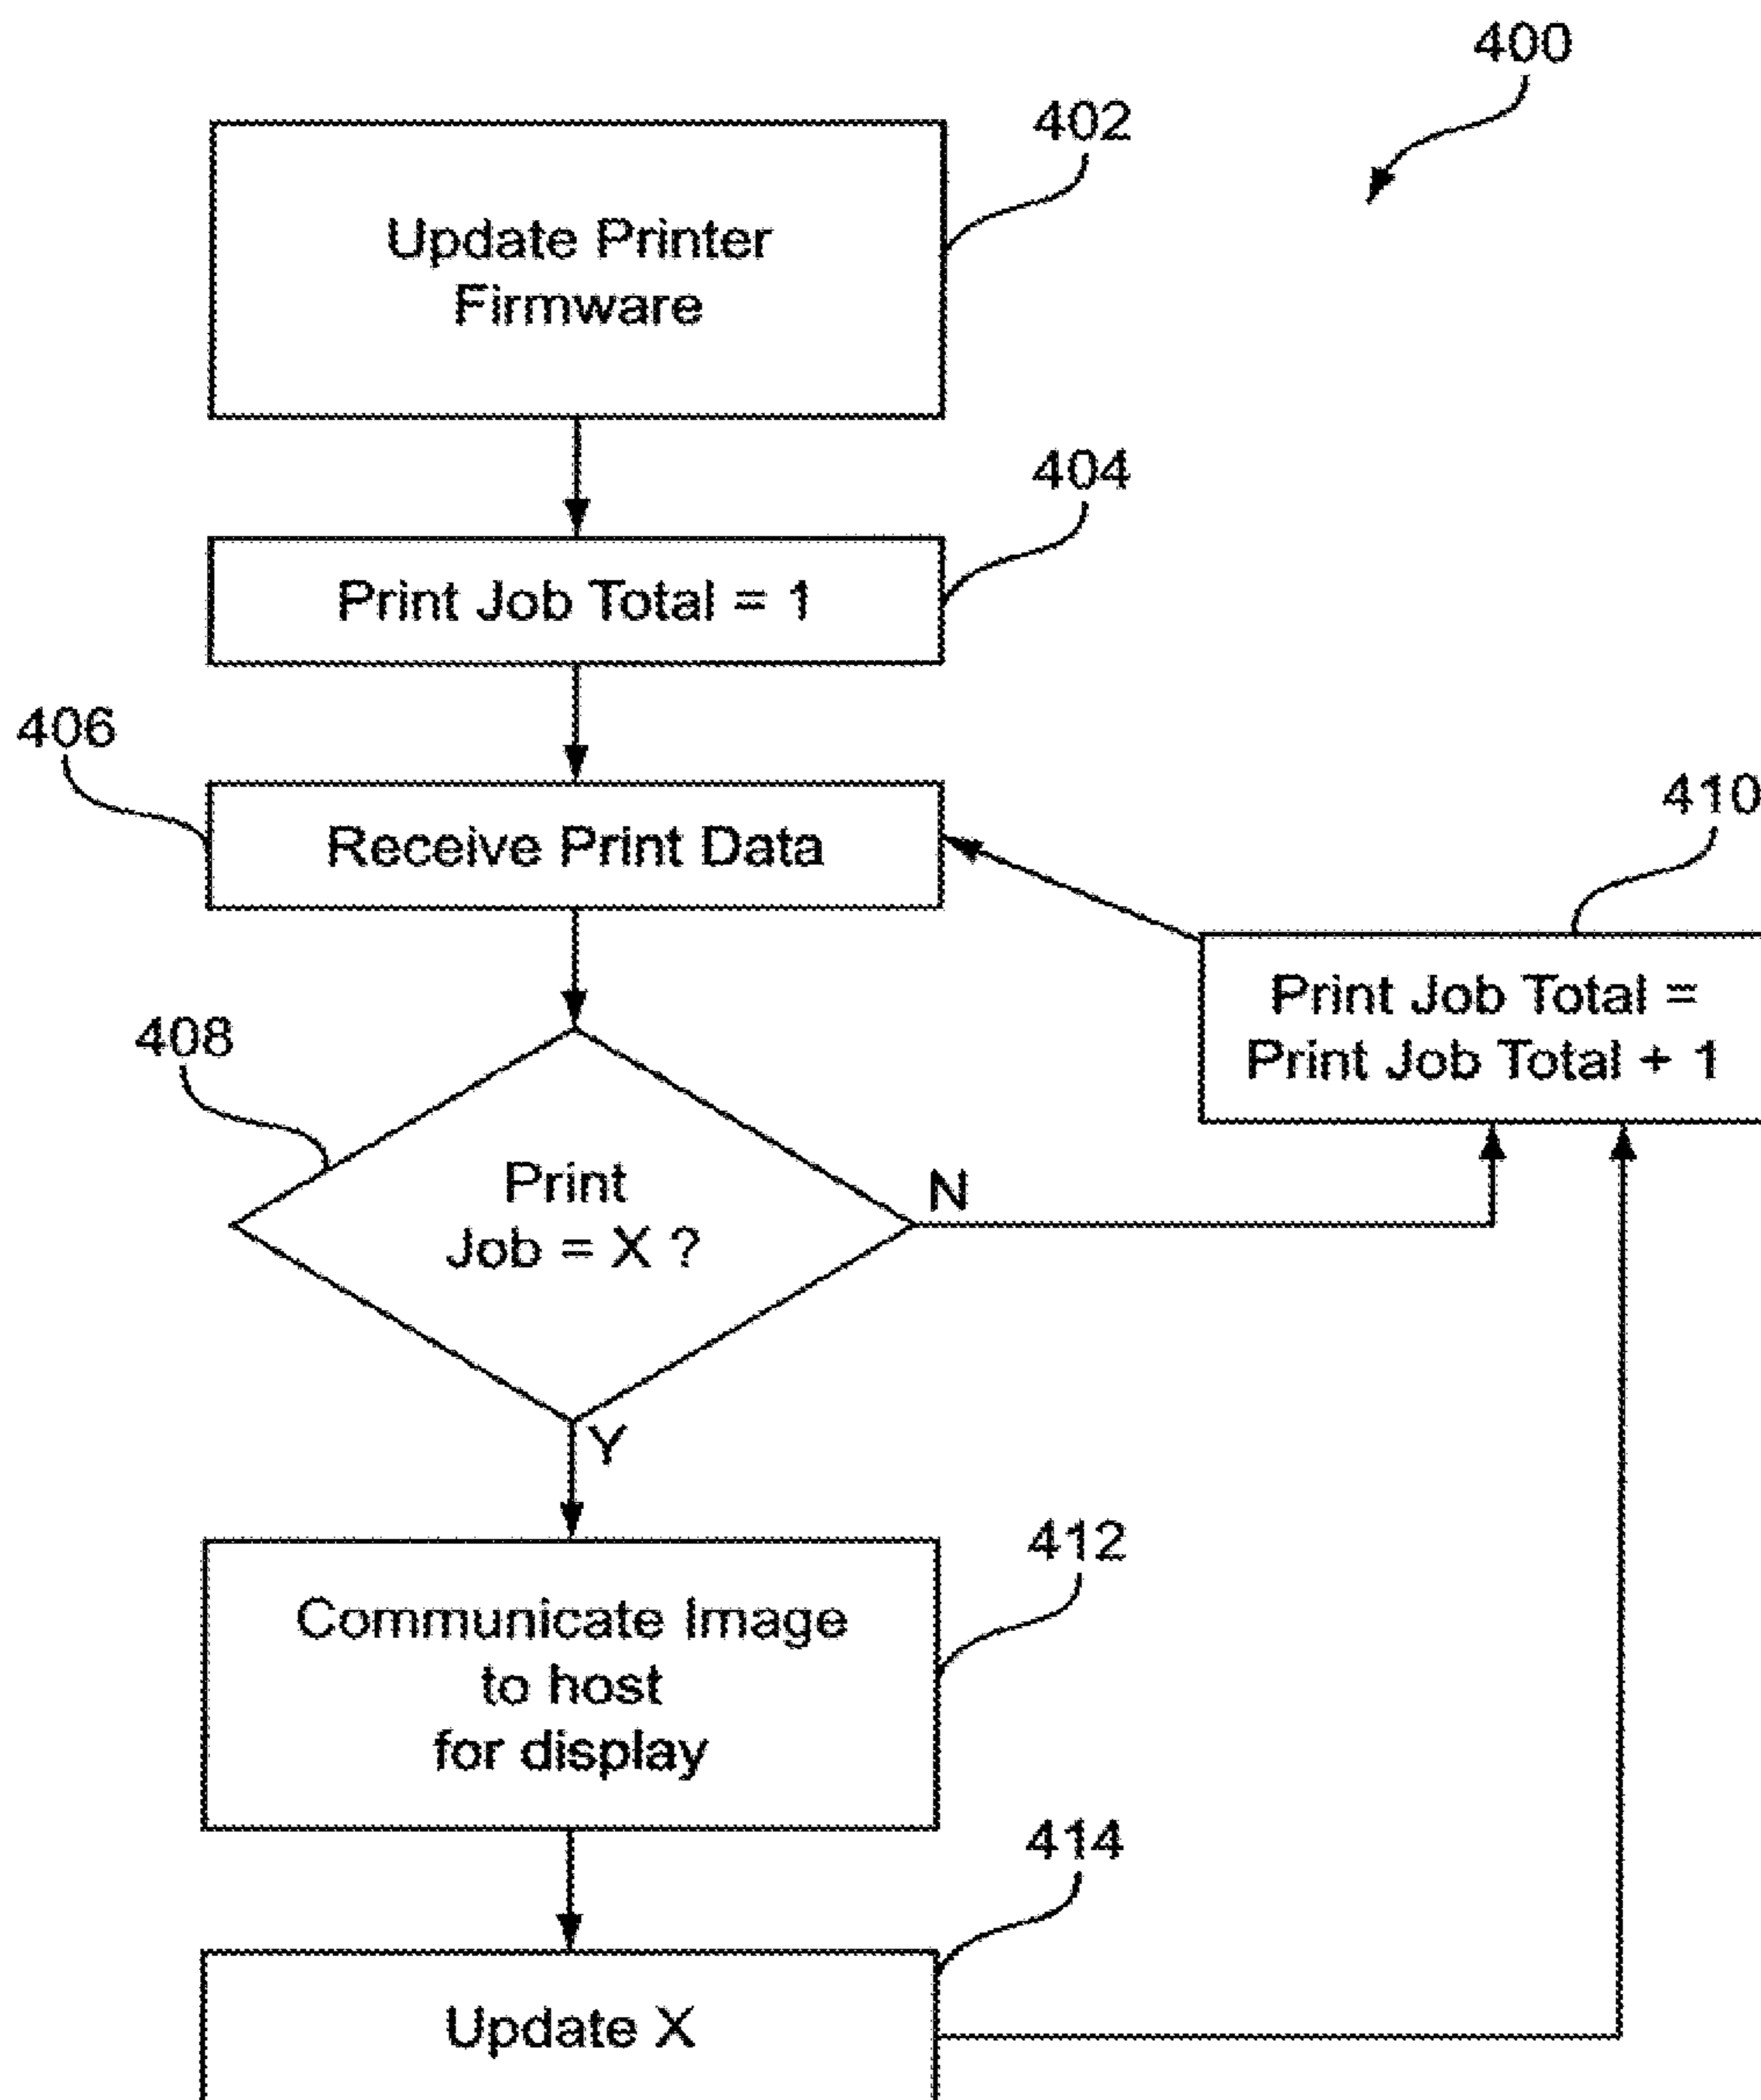 400
402
Update Printer
Firmware
404
Print Job Total = 1
406
Receive Print Data
410
Print Job Total =
Print Job Total + 1
408
Print
Job = X ?
N
Y
412
Communicate Image
to host
for display
414
Update X